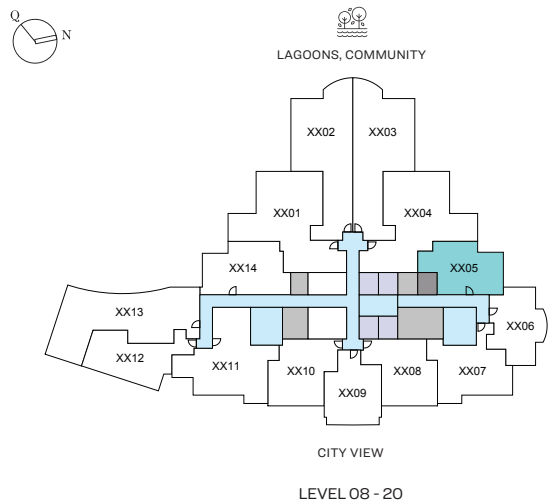 Q
N
LAGOONS, COMMUNITY
XX02
XX03
XX01
XX04
XX14
XX05
XX13
XX06
XX12
XX11
XX10
XX09
XX08
XX07
CITY VIEW
LEVEL 08 - 20